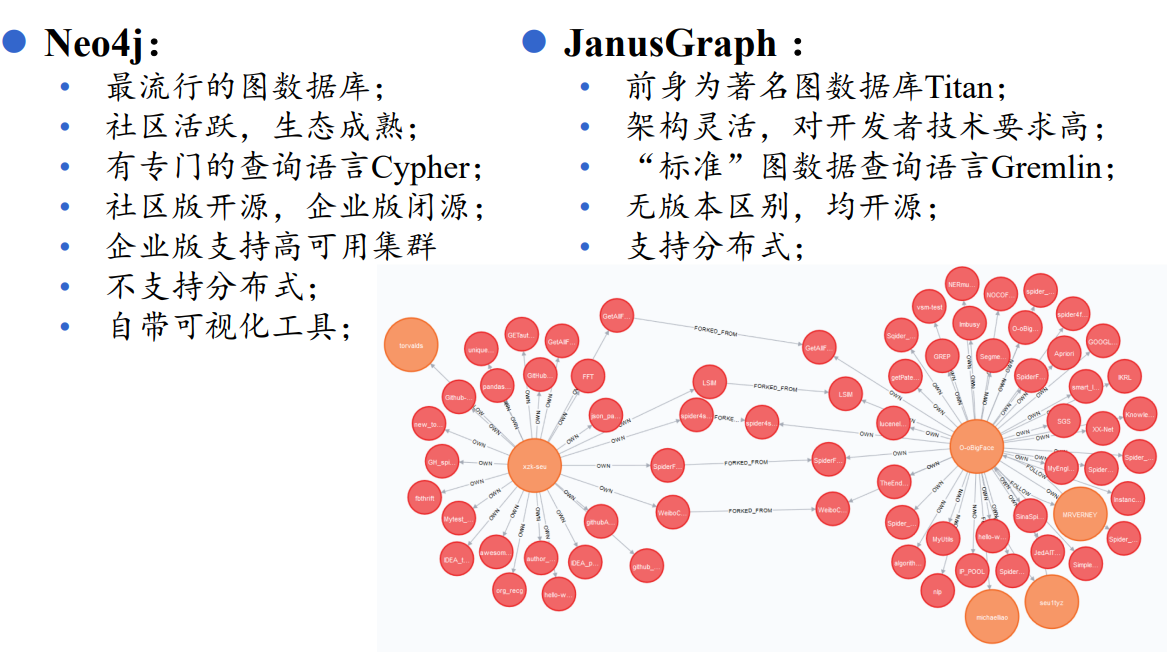 Neo4j：
最流行的图数据库；
社区活跃，生态成熟；
有专门的查询语言Cypher；
社区版开源，企业版闭源；
企业版支持高可用集群
不支持分布式；
自带可视化工具；
JanusGraph：
前身为著名图数据库Titan；
架构灵活，对开发者技术要求高；
“标准”图数据查询语言Gremlin；
无版本区别，均开源；
支持分布式；
torvalds
unique...
GETaut...
GetAllF...
GetAllF...
Github-...
pandas...
GitHub...
FFT
new_to...
json_pa...
GH_spi...
xzk-seu
fbthrift
Mytest_...
githubA...
IDEA_t...
awesom...
author_...
IDEA_p...
github_...
org_recg
hello-w...
LSIM
spider4s...
SpiderF...
WeiboC...
FORKED_FROM
FORKED_FROM
FORKE...
FORKED_FROM
FORKED_FROM
GetAllF...
LSIM
spider4s...
SpiderF...
WeiboC...
NERmu...
NOCOF...
spider_...
vsm-test
Imbusy
O-oBig...
spider4f...
GREP
Segme...
Apriori
GOOGL...
getPate...
SpiderF...
smart_l...
IKRL
lucenel...
SGS
XX-Net
Knowle...
O-oBigFace
MyEngl...
Spider...
Spider_...
TheEnd...
Instanc...
Spider_...
SinaSpi...
MRVERNEY
Spider_...
MyUtils
hello-w...
JedAIT...
Simple...
algorith...
IP_POOL
Spider...
nlp
michaelliao
seu1tyz
OWN
FOLLOW